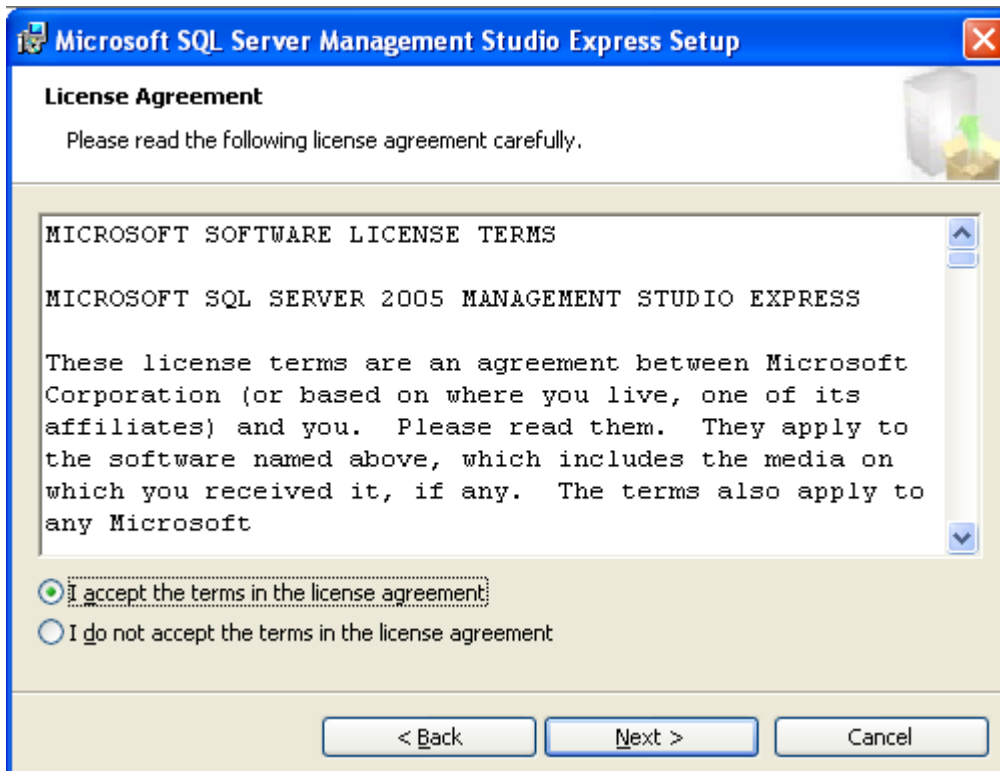 Microsoft SQL Server Management Studio Express Setup
License Agreement
Please read the following license agreement carefully.
MICROSOFT SOFTWARE LICENSE TERMS
MICROSOFT SQL SERVER 2005 MANAGEMENT STUDIO EXPRESS
These license terms are an agreement between Microsoft
Corporation (or based on where you live, one of its
affiliates) and you.  Please read them.  They apply to
the software named above, which includes the media on
which you received it, if any.  The terms also apply to
any Microsoft
I accept the terms in the license agreement
I do not accept the terms in the license agreement
< Back
Next >
Cancel